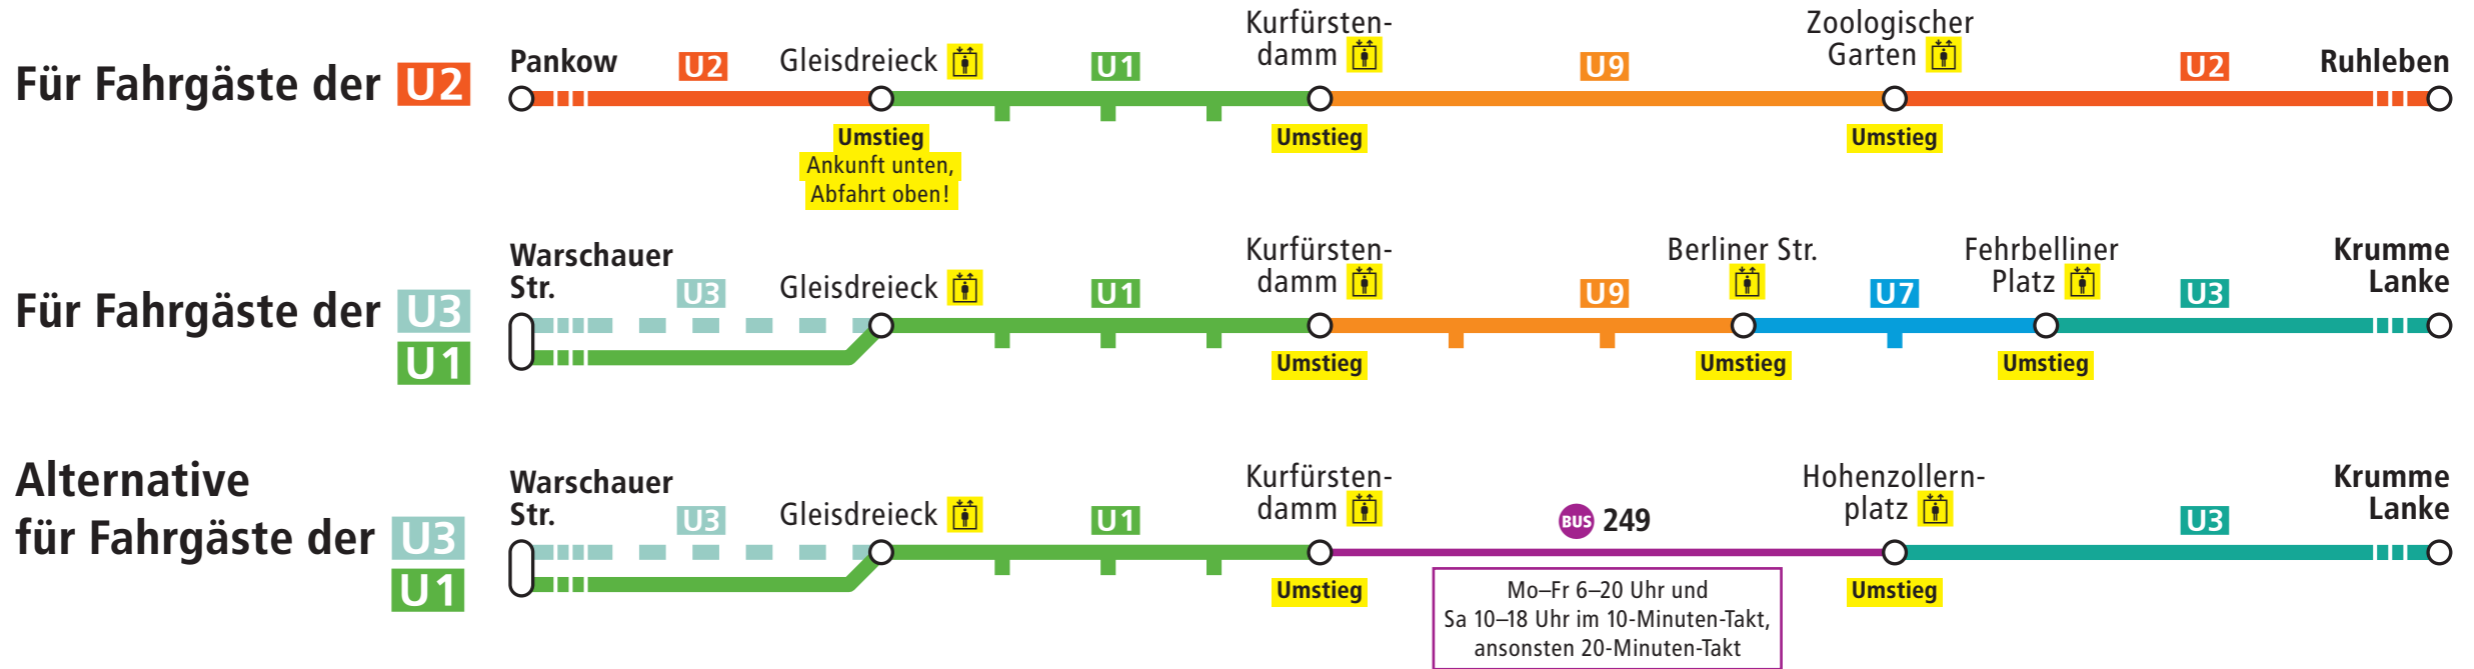 Für Fahrgäste der U2
Pankow
U2
Gleisdreieck
U1
Kurfürsten-
damm
U9
Zoologischer
Garten
U2
Ruhleben
Umstieg
Ankunft unten,
Abfahrt oben!
Umstieg
Umstieg
Für Fahrgäste der U3
U1
Warschauer
Str.
U3
Gleisdreieck
U1
Kurfürsten-
damm
U9
Berliner Str.
U7
Fehrbelliner
Platz
U3
Krumme
Lanke
Umstieg
Umstieg
Umstieg
Alternative
für Fahrgäste der U3
U1
Warschauer
Str.
U3
Gleisdreieck
U1
Kurfürsten-
damm
BUS 249
Hohenzollern-
platz
U3
Krumme
Lanke
Umstieg
Mo–Fr 6–20 Uhr und
Sa 10–18 Uhr im 10-Minuten-Takt,
ansonsten 20-Minuten-Takt
Umstieg